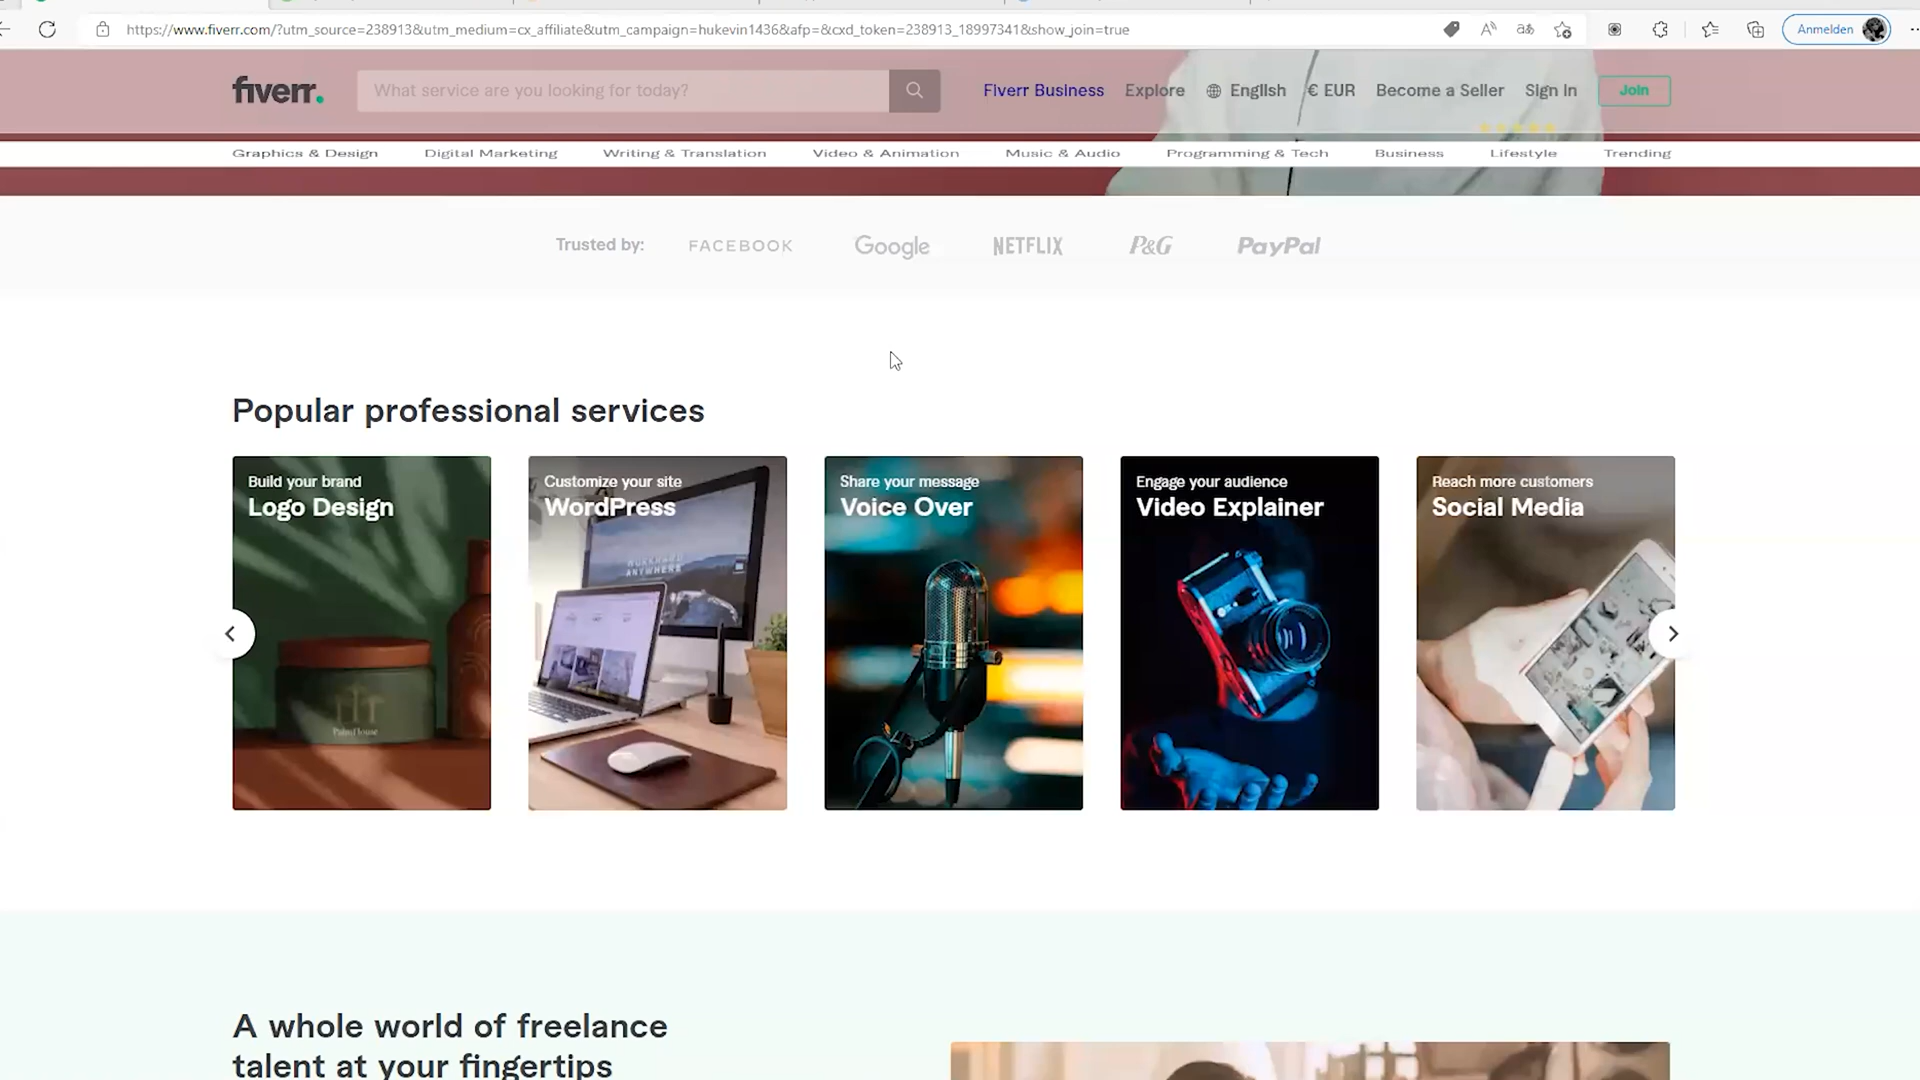 https://www.fiverr.com/?utm_source=238913&utm_medium=cx_affiliate&utm_campaign=hukevin1436&afp=&cxd_token=238913_18997341&show_join=true
Anmelden
fiverr.
What service are you looking for today?
Fiverr Business
Explore
English
€ EUR
Become a Seller
Sign In
Join
Graphics & Design
Digital Marketing
Writing & Translation
Video & Animation
Music & Audio
Programming & Tech
Business
Lifestyle
Trending
Trusted by:
FACEBOOK
Google
NETFLIX
P&G
PayPal
Popular professional services
Build your brand
Logo Design
Customize your site
WordPress
Share your message
Voice Over
Engage your audience
Video Explainer
Reach more customers
Social Media
ANYWHERE
A whole world of freelance
talent at your fingertips